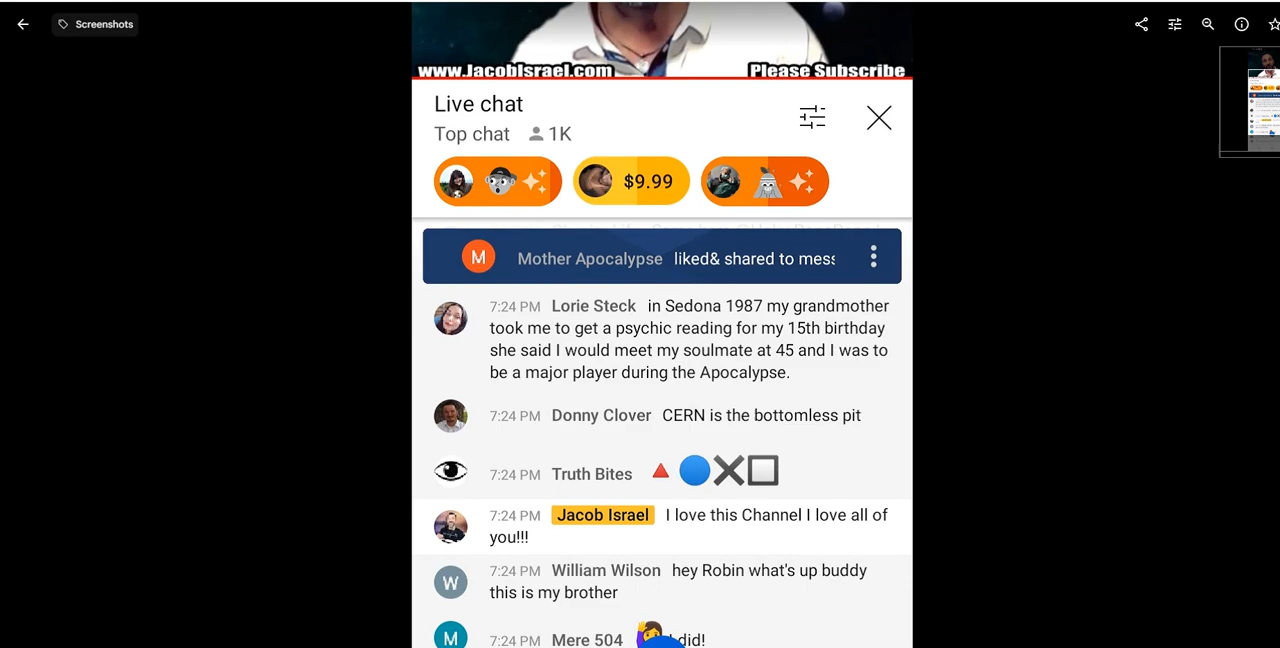 Screenshots
www.JacobIsrael.com
Please Subscribe
Live chat
Top chat 1K
$9.99
M Mother Apocalypse liked& shared to mess
7:24 PM Lorie Steck in Sedona 1987 my grandmother
took me to get a psychic reading for my 15th birthday
she said I would meet my soulmate at 45 and I was to
be a major player during the Apocalypse.
7:24 PM Donny Clover CERN is the bottomless pit
7:24 PM Truth Bites 🔺🔵✖️◻️
7:24 PM Jacob Israel I love this Channel I love all of
you!!!
W 7:24 PM William Wilson hey Robin what's up buddy
this is my brother
M 7:24 PM Mere 504 🙋 I did!